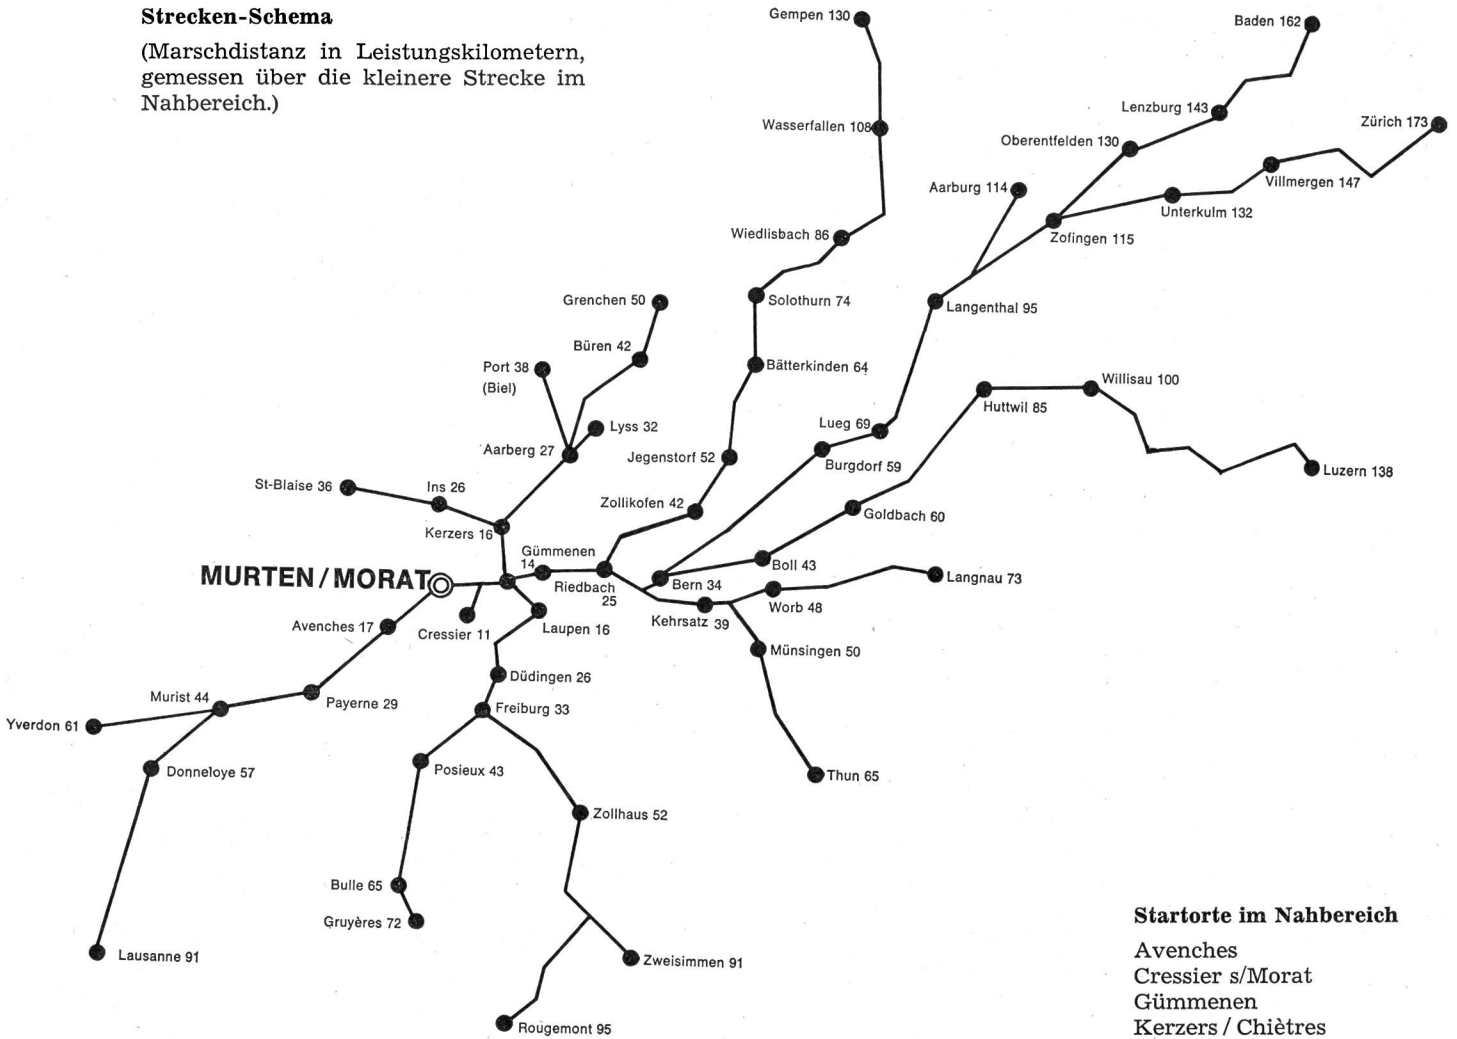 Strecken-Schema
(Marschdistanz in Leistungskilometern,
gemessen über die kleinere Strecke im
Nahbereich.)
Gempen 130
Baden 162
Wasserfallen 108
Lenzburg 143
Zürich 173
Oberentfelden 130
Aarburg 114
Villmergen 147
Unterkulm 132
Wiedlisbach 86
Zofingen 115
Grenchen 50
Solothurn 74
Langenthal 95
Büren 42
Port 38
(Biel)
Bätterkinden 64
Willisau 100
Huttwil 85
Lyss 32
Lueg 69
Aarberg 27
Jegenstorf 52
Burgdorf 59
Luzern 138
St-Blaise 36
Ins 26
Zollikofen 42
Goldbach 60
Kerzers 16
Gümmenen
14
MURTEN/MORAT
Riedbach
25
Bern 34
Boll 43
Langnau 73
Worb 48
Kehrsatz 39
Avenches 17
Cressier 11
Laupen 16
Münsingen 50
Düdingen 26
Murist 44
Payerne 29
Freiburg 33
Yverdon 61
Donneloye 57
Posieux 43
Thun 65
Zollhaus 52
Bulle 65
Gruyères 72
Lausanne 91
Zweisimmen 91
Rougemont 95
Startorte im Nahbereich
Avenches
Cressier s/Morat
Gümmenen
Kerzers / Chiètres